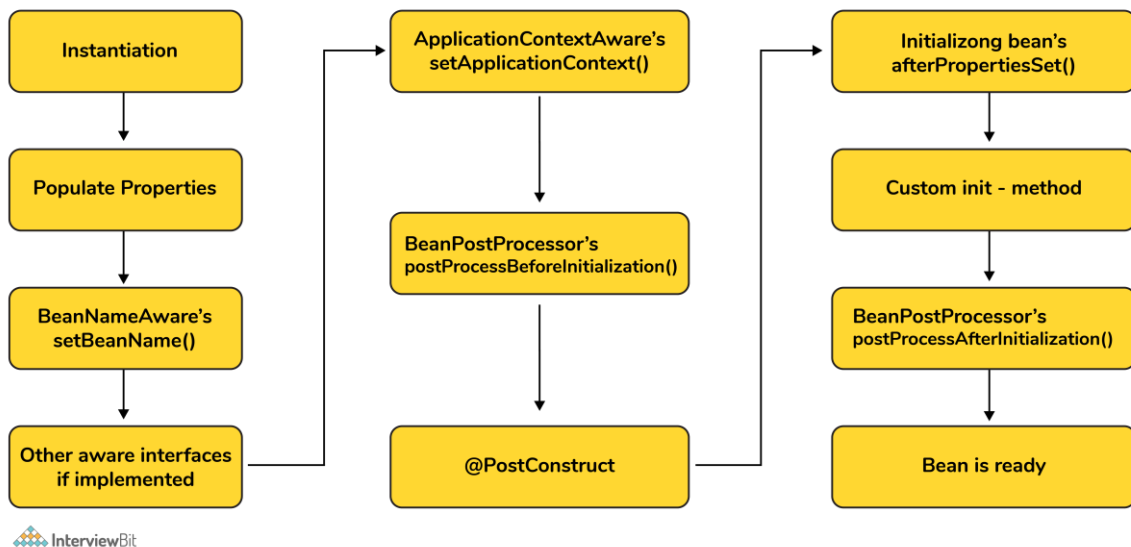 Instantiation
Populate Properties
BeanNameAware's
setBeanName()
Other aware interfaces
if implemented
ApplicationContextAware's
setApplicationContext()
BeanPostProcessor's
postProcessBeforeInitialization()
@PostConstruct
Initializong bean's
afterPropertiesSet()
Custom init - method
BeanPostProcessor's
postProcessAfterInitialization()
Bean is ready
InterviewBit